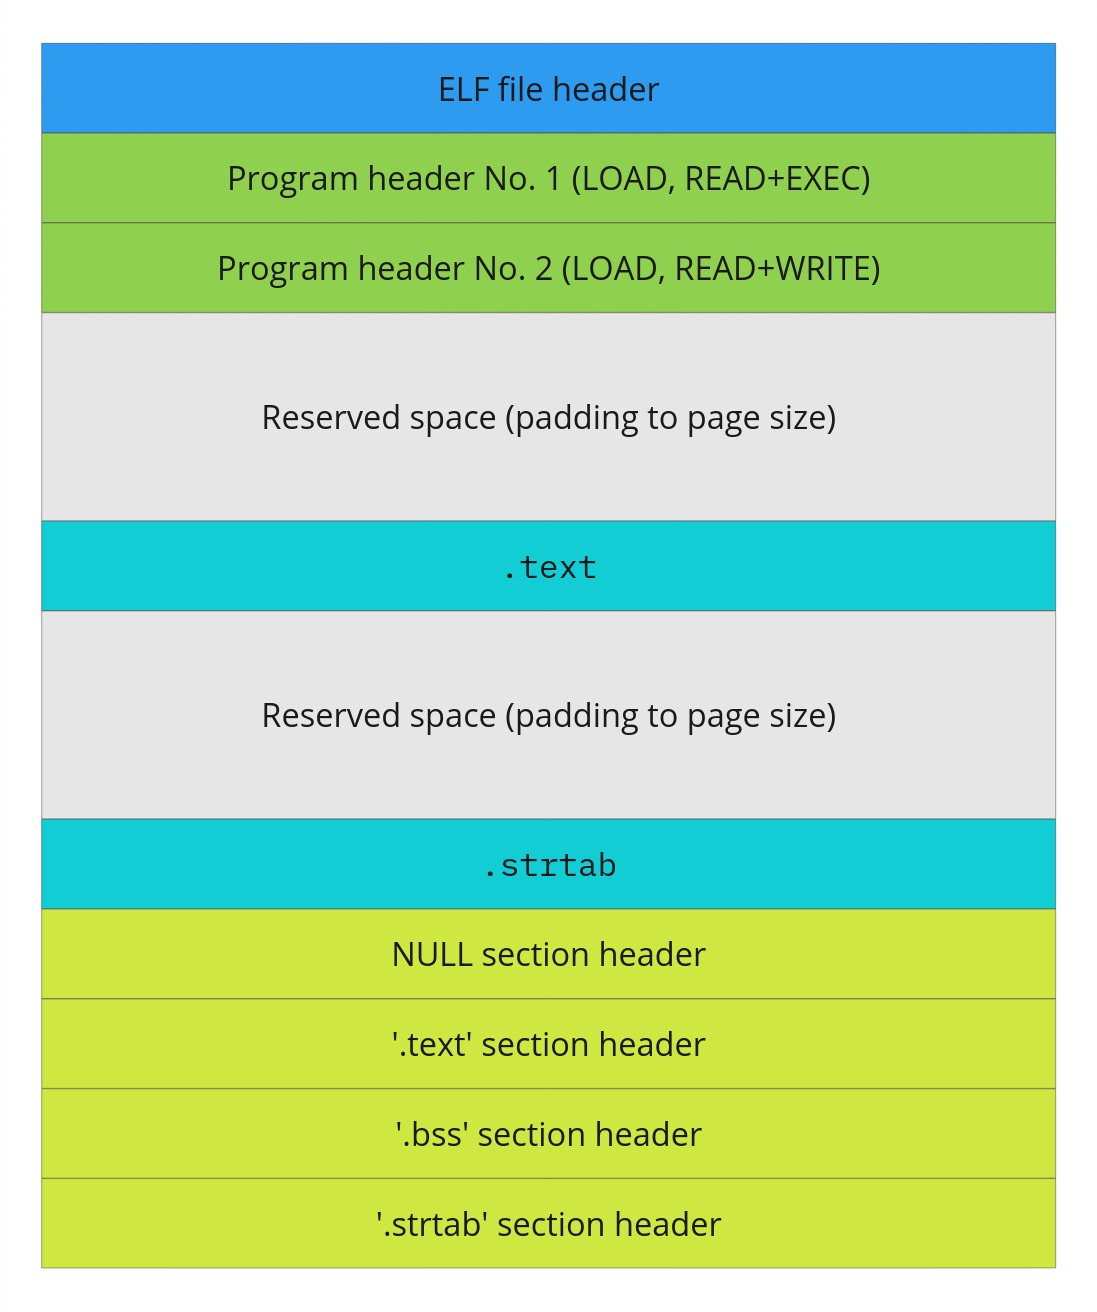 ELF file header
Program header No. 1 (LOAD, READ+EXEC)
Program header No. 2 (LOAD, READ+WRITE)
Reserved space (padding to page size)
.text
Reserved space (padding to page size)
.strtab
NULL section header
'.text' section header
'.bss' section header
'.strtab' section header